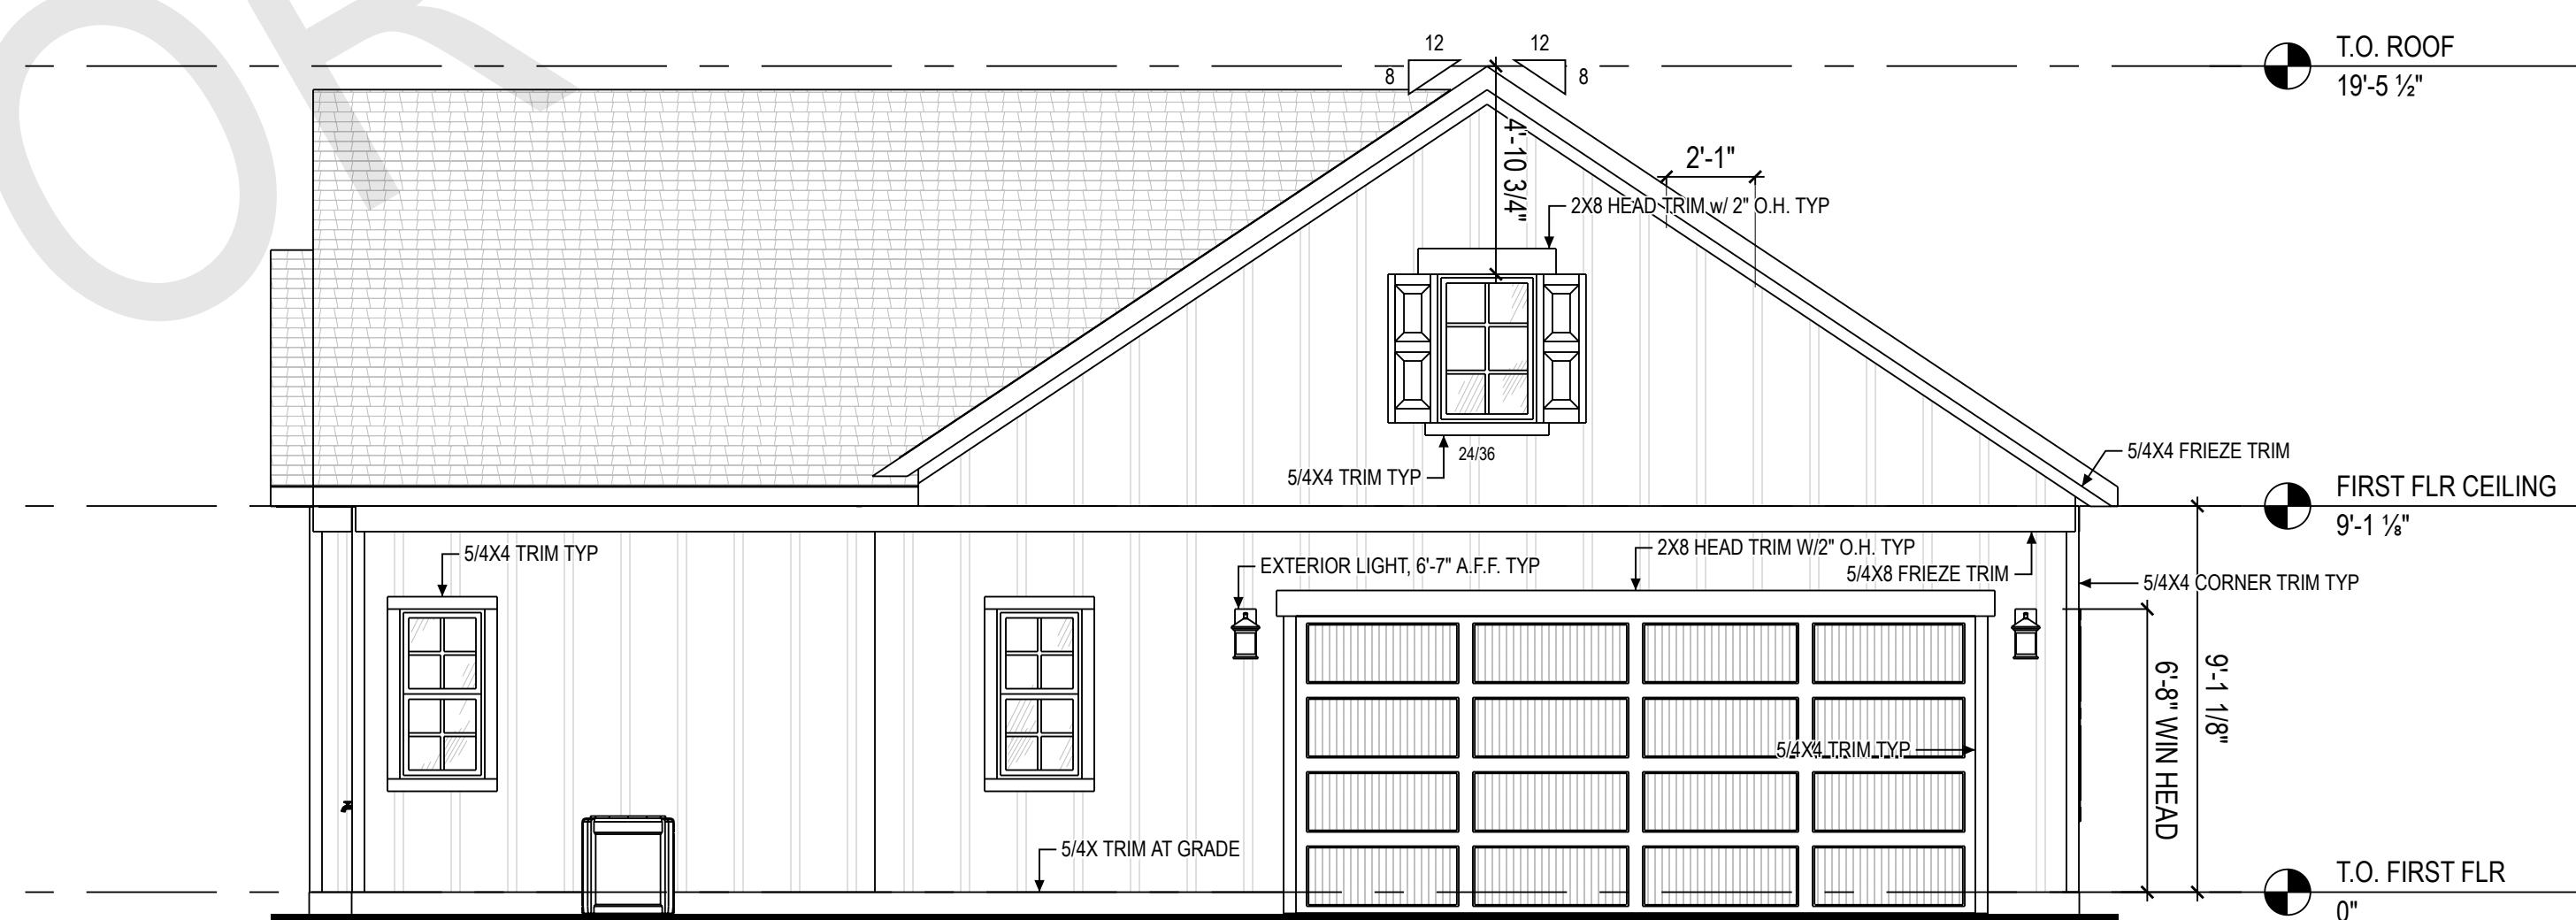 OR
12
12
8
8
T.O. ROOF
19'-5 ½"
4'-10 3/4"
2'-1"
2X8 HEAD TRIM w/ 2" O.H. TYP
24/36
5/4X4 TRIM TYP
5/4X4 FRIEZE TRIM
FIRST FLR CEILING
9'-1 ⅛"
5/4X4 TRIM TYP
EXTERIOR LIGHT, 6'-7" A.F.F. TYP
2X8 HEAD TRIM W/2" O.H. TYP
5/4X8 FRIEZE TRIM
5/4X4 CORNER TRIM TYP
6'-8" WIN HEAD
9'-1 1/8"
5/4X4 TRIM TYP
5/4X TRIM AT GRADE
T.O. FIRST FLR
0"